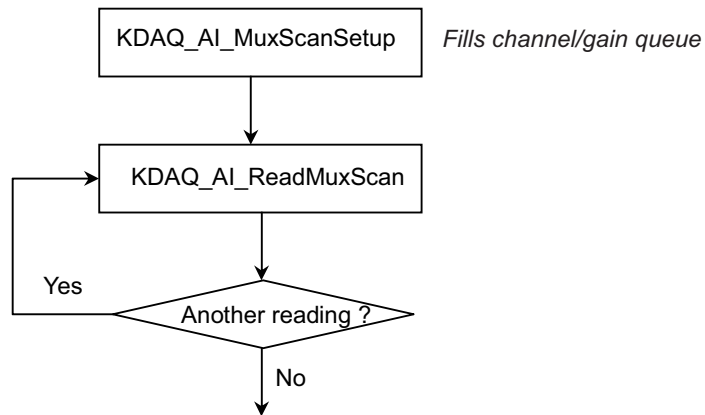 KDAQ_AI_MuxScanSetup
Fills channel/gain queue
KDAQ_AI_ReadMuxScan
Yes
Another reading ?
No